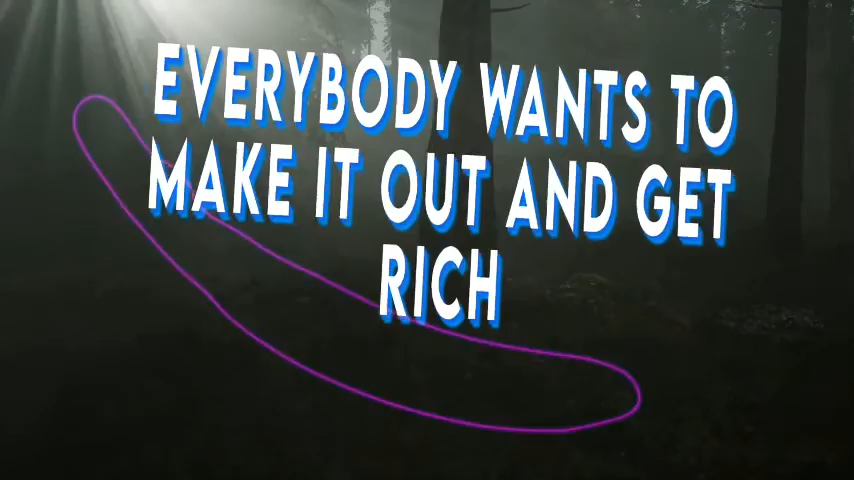 EVERYBODY WANTS TO
MAKE IT OUT AND GET
RICH